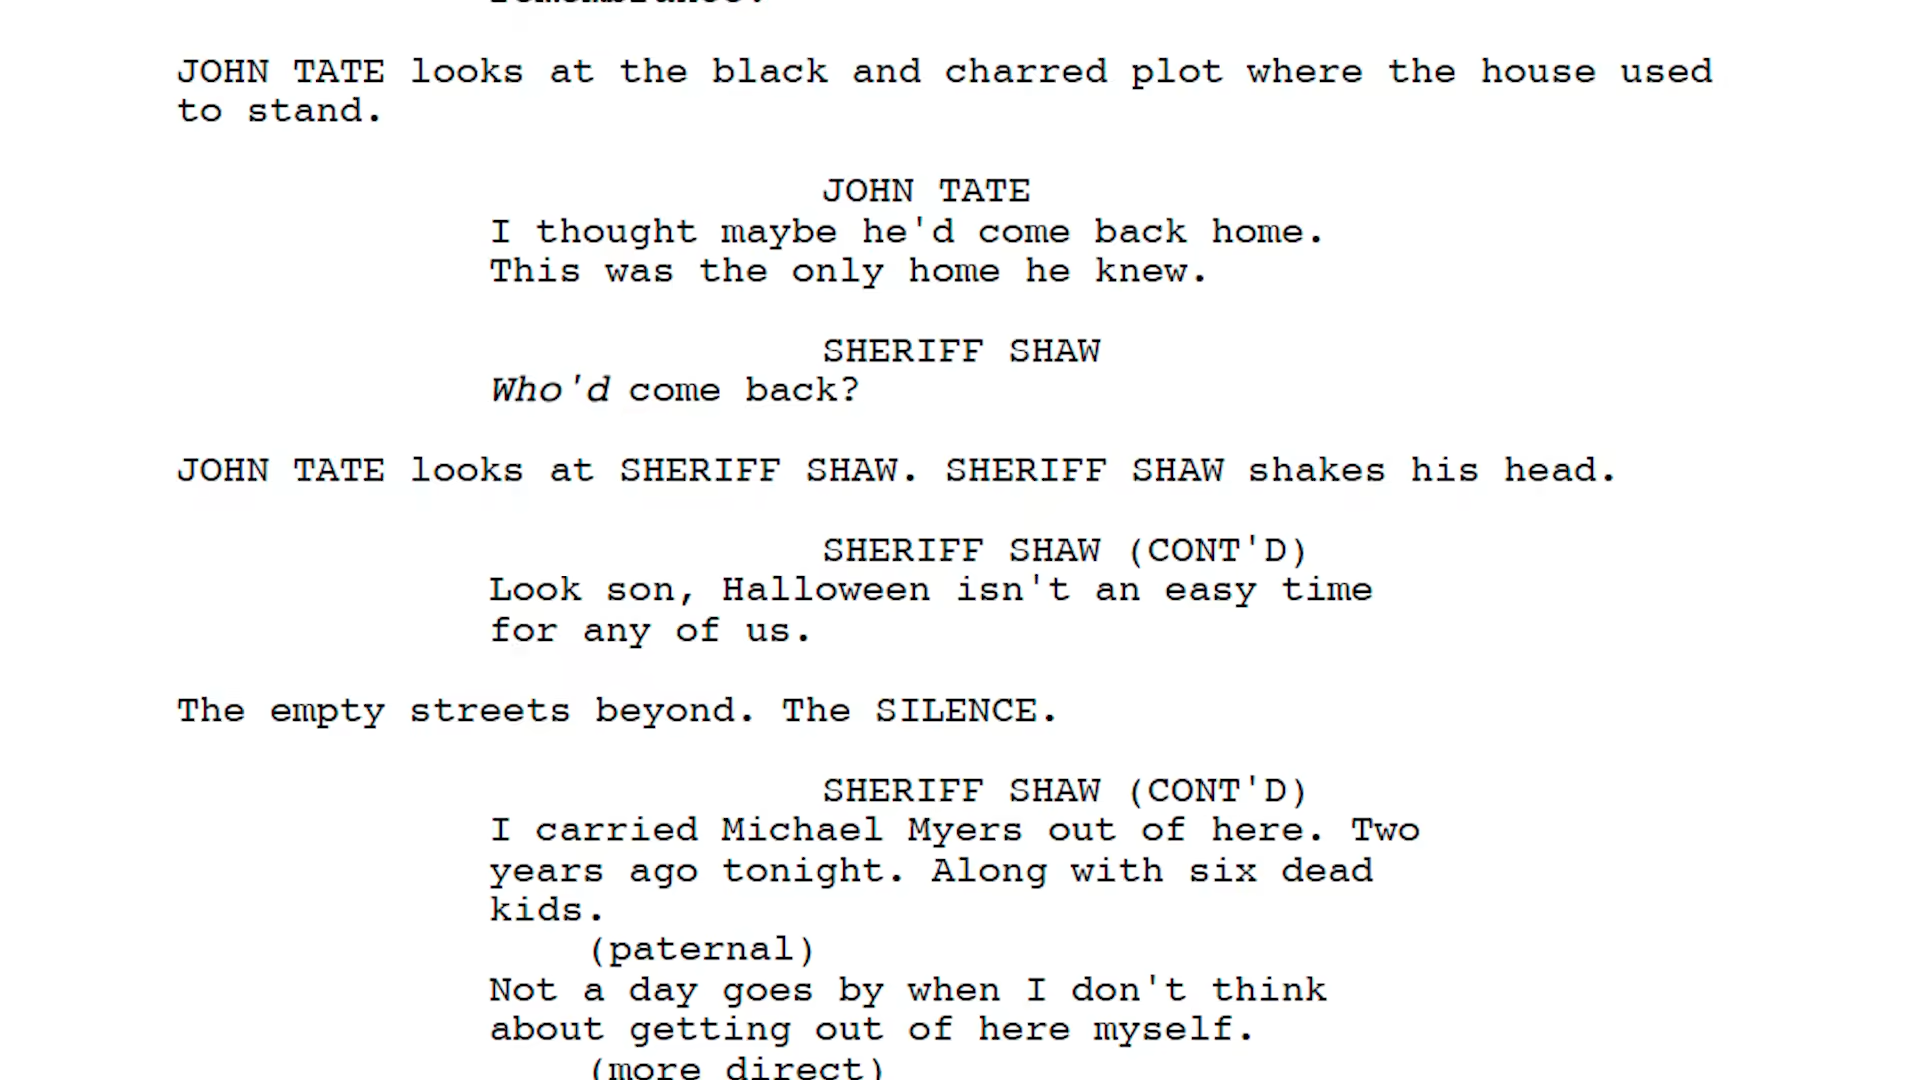 JOHN TATE looks at the black and charred plot where the house used
to stand.
JOHN TATE
I thought maybe he'd come back home.
This was the only home he knew.
SHERIFF SHAW
Who'd come back?
JOHN TATE looks at SHERIFF SHAW. SHERIFF SHAW shakes his head.
SHERIFF SHAW (CONT'D)
Look son, Halloween isn't an easy time
for any of us.
The empty streets beyond. The SILENCE.
SHERIFF SHAW (CONT'D)
I carried Michael Myers out of here. Two
years ago tonight. Along with six dead
kids.
(paternal)
Not a day goes by when I don't think
about getting out of here myself.
(more direct)